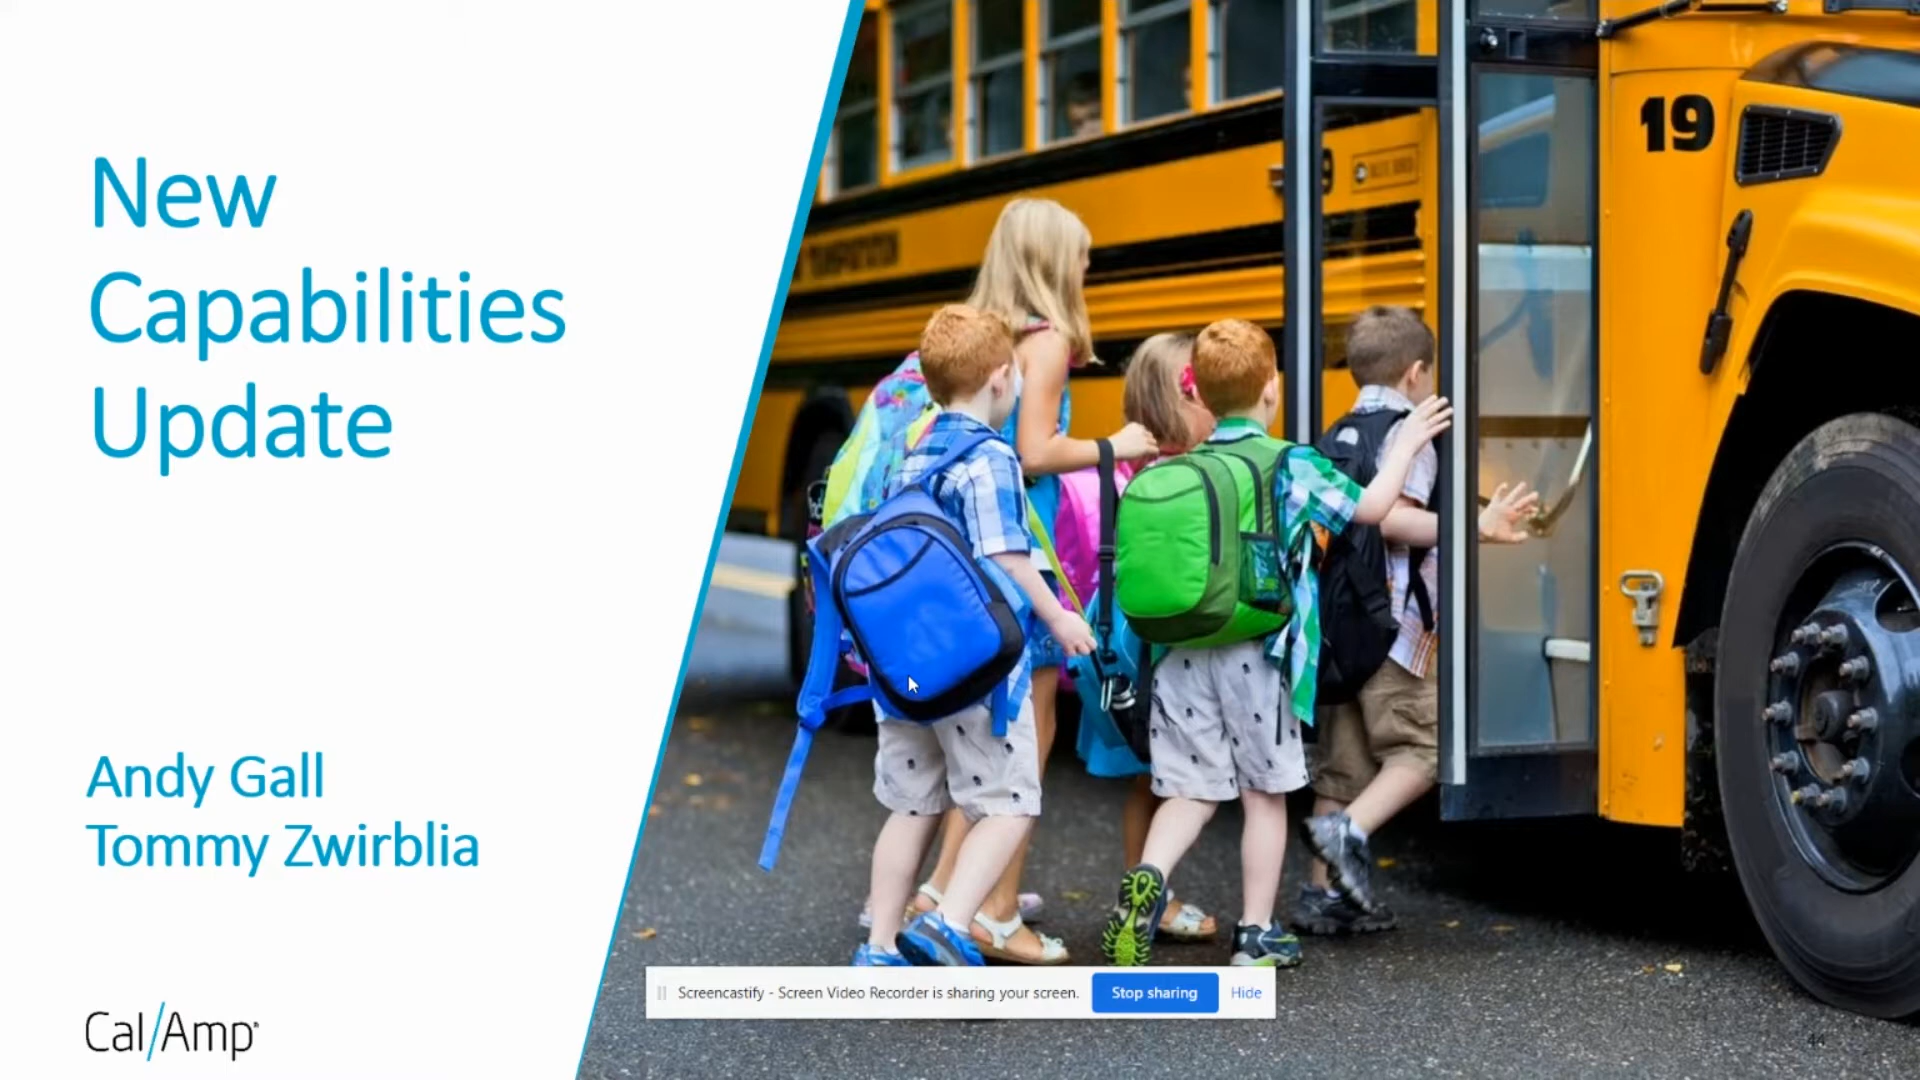 New
Capabilities
Update
Andy Gall
Tommy Zwirblia
Cal/Amp
19
Screencastify - Screen Video Recorder is sharing your screen.
Stop sharing
Hide
44